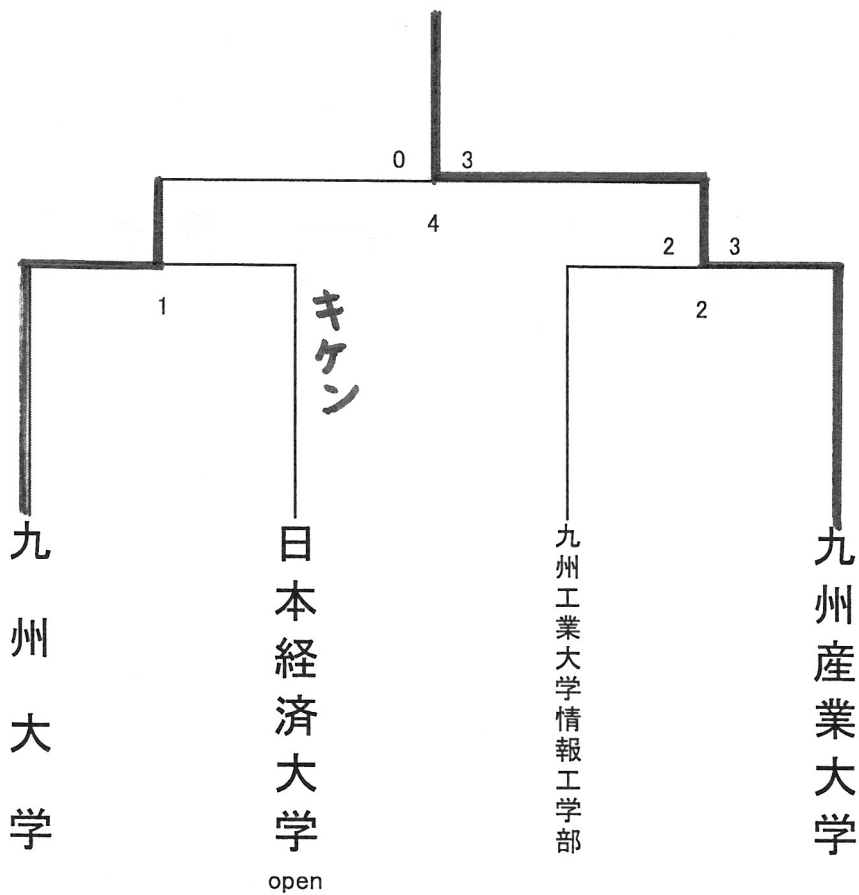 0 3
4
2 3
1
2
キケン
九州大学
日本経済大学
open
九州工業大学情報工学部
九州産業大学